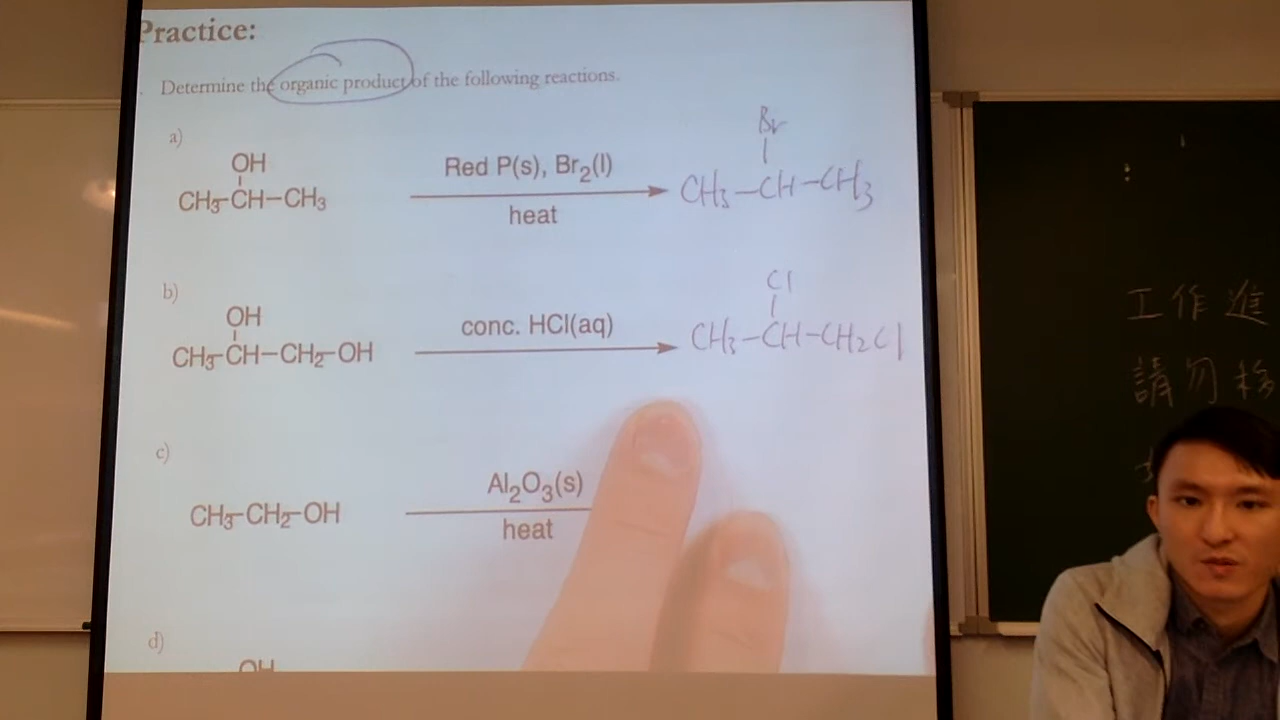 Practice:
Determine the organic product of the following reactions.
a)
OH
CH₃-CH-CH₃
Red P(s), Br₂(l)
heat
Br
CH₃-CH-CH₃
b)
OH
CH₃-CH-CH₂-OH
conc. HCl(aq)
Cl
CH₃-CH-CH₂Cl
c)
CH₃-CH₂-OH
Al₂O₃(s)
heat
d)
OH
工作進
請勿移